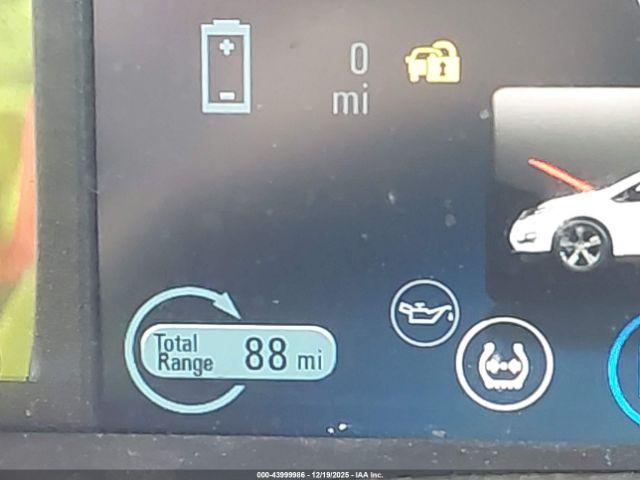 0
mi
Total
Range 88 mi
000-43999986 - 12/19/2025 - IAA Inc.